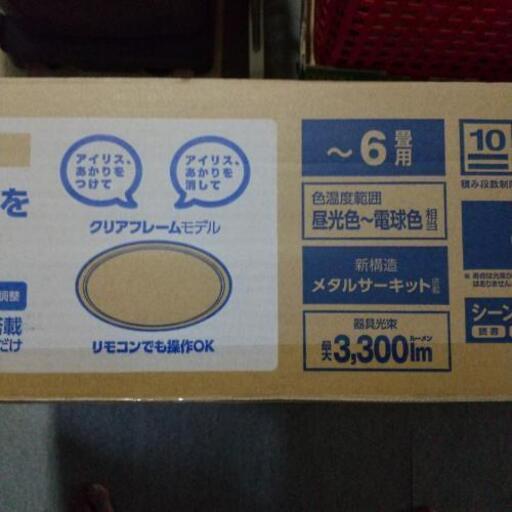 アイリス、
あかりを
つけて
アイリス、
あかりを
消して
を
クリアフレームモデル
リモコンでも操作OK
調整
搭載
だけ
～6畳用
色温度範囲
昼光色～電球色相当
新構造
メタルサーキット搭載
器具光束
最大3,300lm
ルーメン
10
積み段数制限
シーン
読書